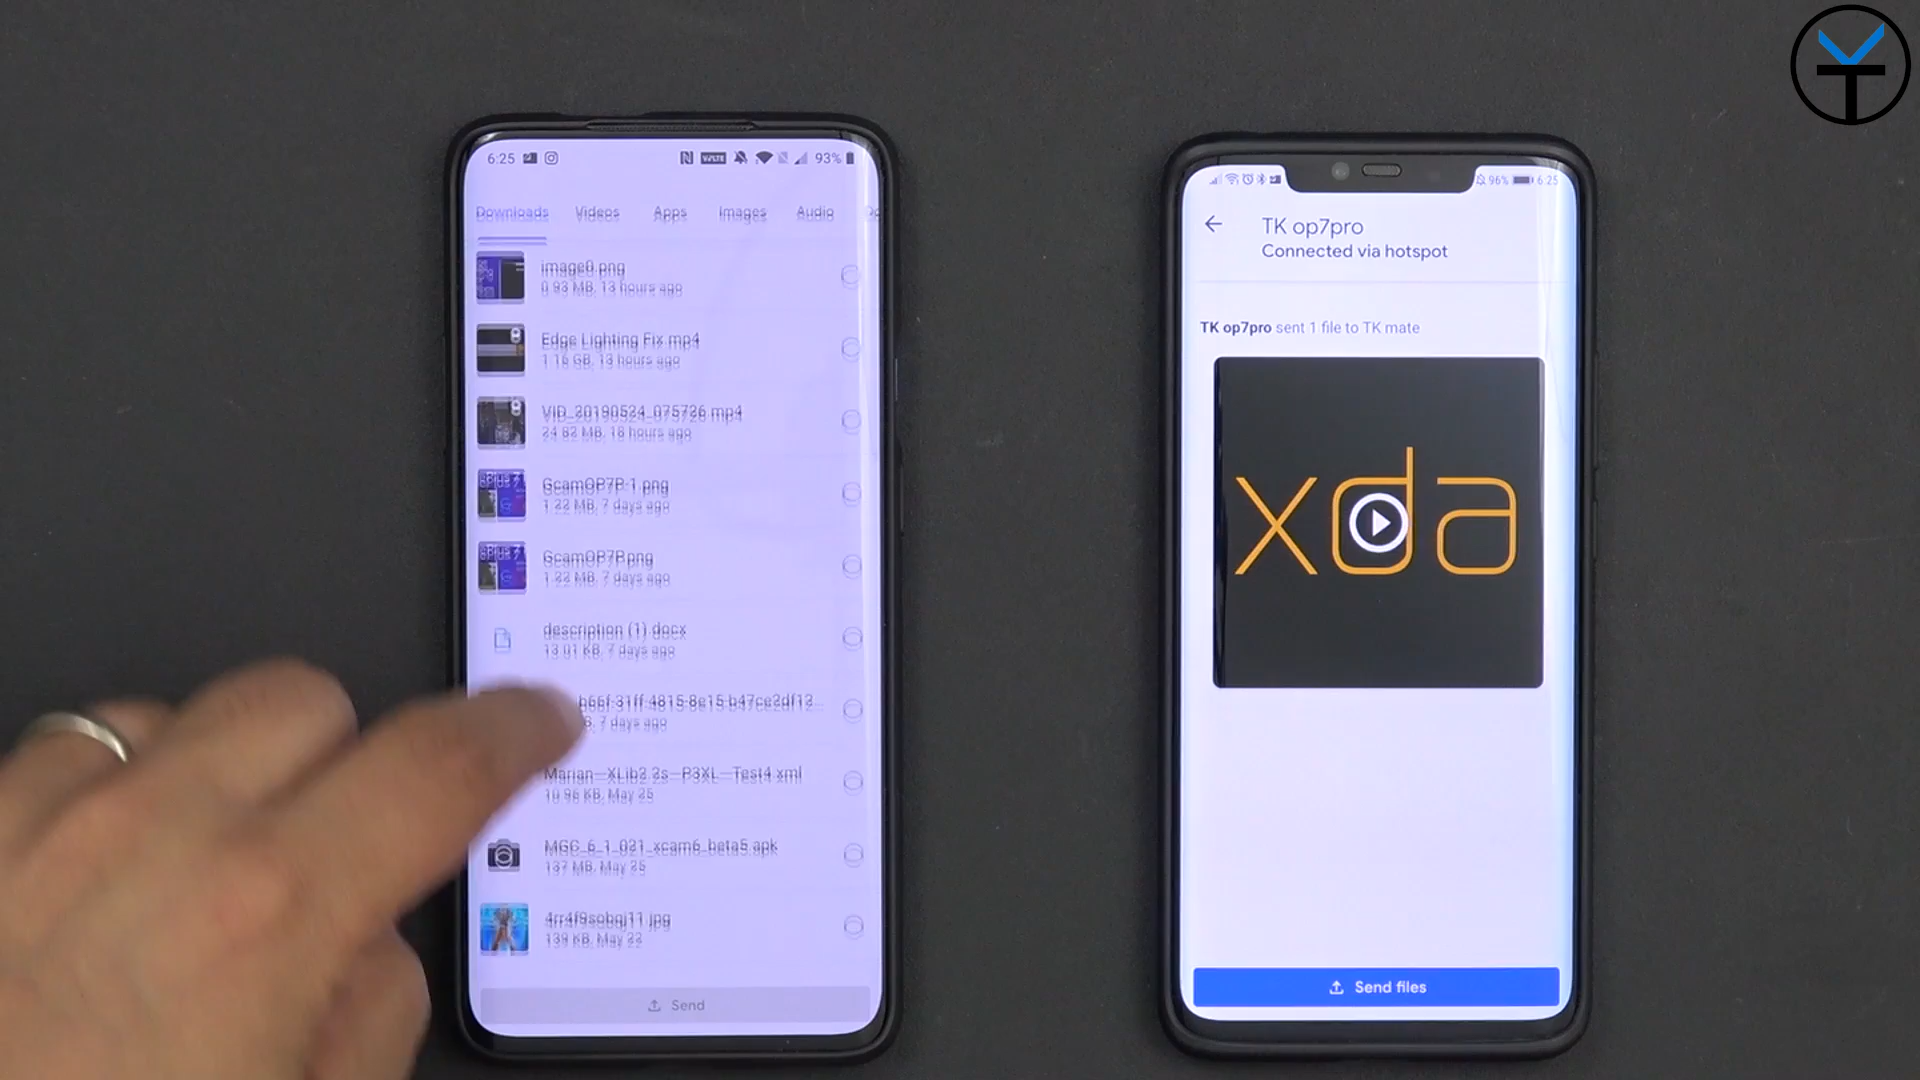 6:25
VoLTE
93%
Downloads Videos Apps Images Audio
image0.png
0.93 MB, 13 hours ago
Edge Lighting Fix.mp4
1.16 GB, 13 hours ago
VID_20190524_075726.mp4
24.82 MB, 18 hours ago
GcamOP7P-1.png
1.22 MB, 7 days ago
GcamOP7P.png
1.22 MB, 7 days ago
description (1).docx
13.01 KB, 7 days ago
b66f-31ff-4815-8e15-b47ce2df12...
B, 7 days ago
Marian—XLib2.2s—P3XL—Test4.xml
10.96 KB, May 25
MGC_6_1_021_xcam6_beta5.apk
137 MB, May 25
4rr4f9sobgj11.jpg
139 KB, May 22
Send
96% 6:25
TK op7pro
Connected via hotspot
TK op7pro sent 1 file to TK mate
xda
Send files